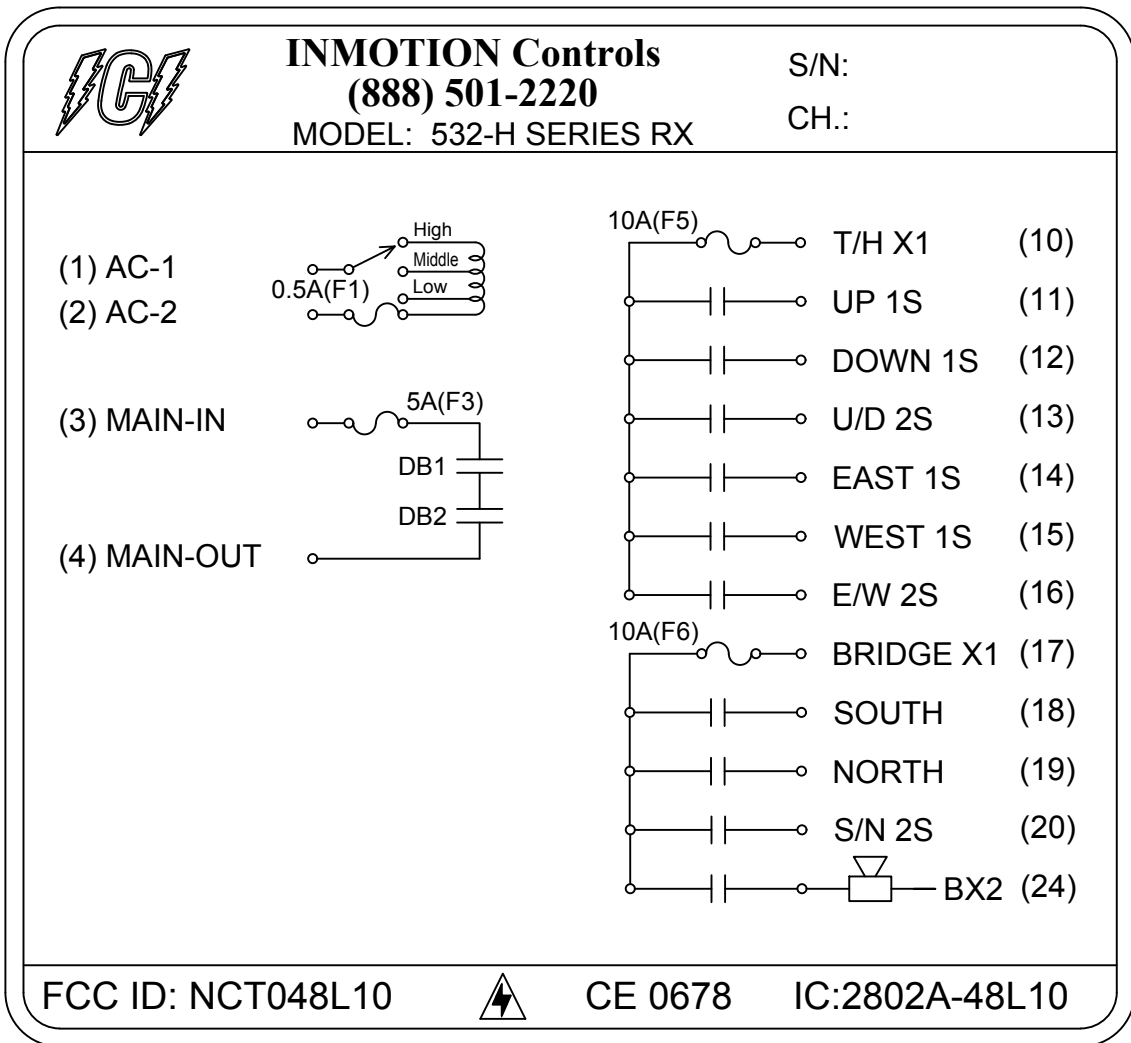 ICI
INMOTION Controls
(888) 501-2220
MODEL: 532-H SERIES RX
S/N:
CH.:
(1) AC-1
(2) AC-2
0.5A(F1)
High
Middle
Low
(3) MAIN-IN
5A(F3)
DB1
DB2
(4) MAIN-OUT
10A(F5)
T/H X1 (10)
UP 1S (11)
DOWN 1S (12)
U/D 2S (13)
EAST 1S (14)
WEST 1S (15)
E/W 2S (16)
10A(F6)
BRIDGE X1 (17)
SOUTH (18)
NORTH (19)
S/N 2S (20)
BX2 (24)
FCC ID: NCT048L10 CE 0678 IC:2802A-48L10